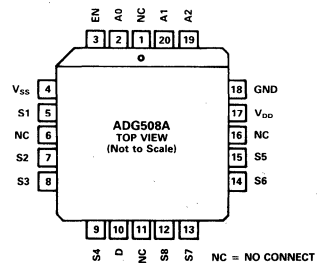 EN A0 NC A1 A2
3 2 1 20 19
VSS 4 18 GND
S1 5 17 VDD
NC 6 16 NC
S2 7 15 S5
S3 8 14 S6
ADG508A
TOP VIEW
(Not to Scale)
9 10 11 12 13
S4 D NC S8 S7
NC = NO CONNECT